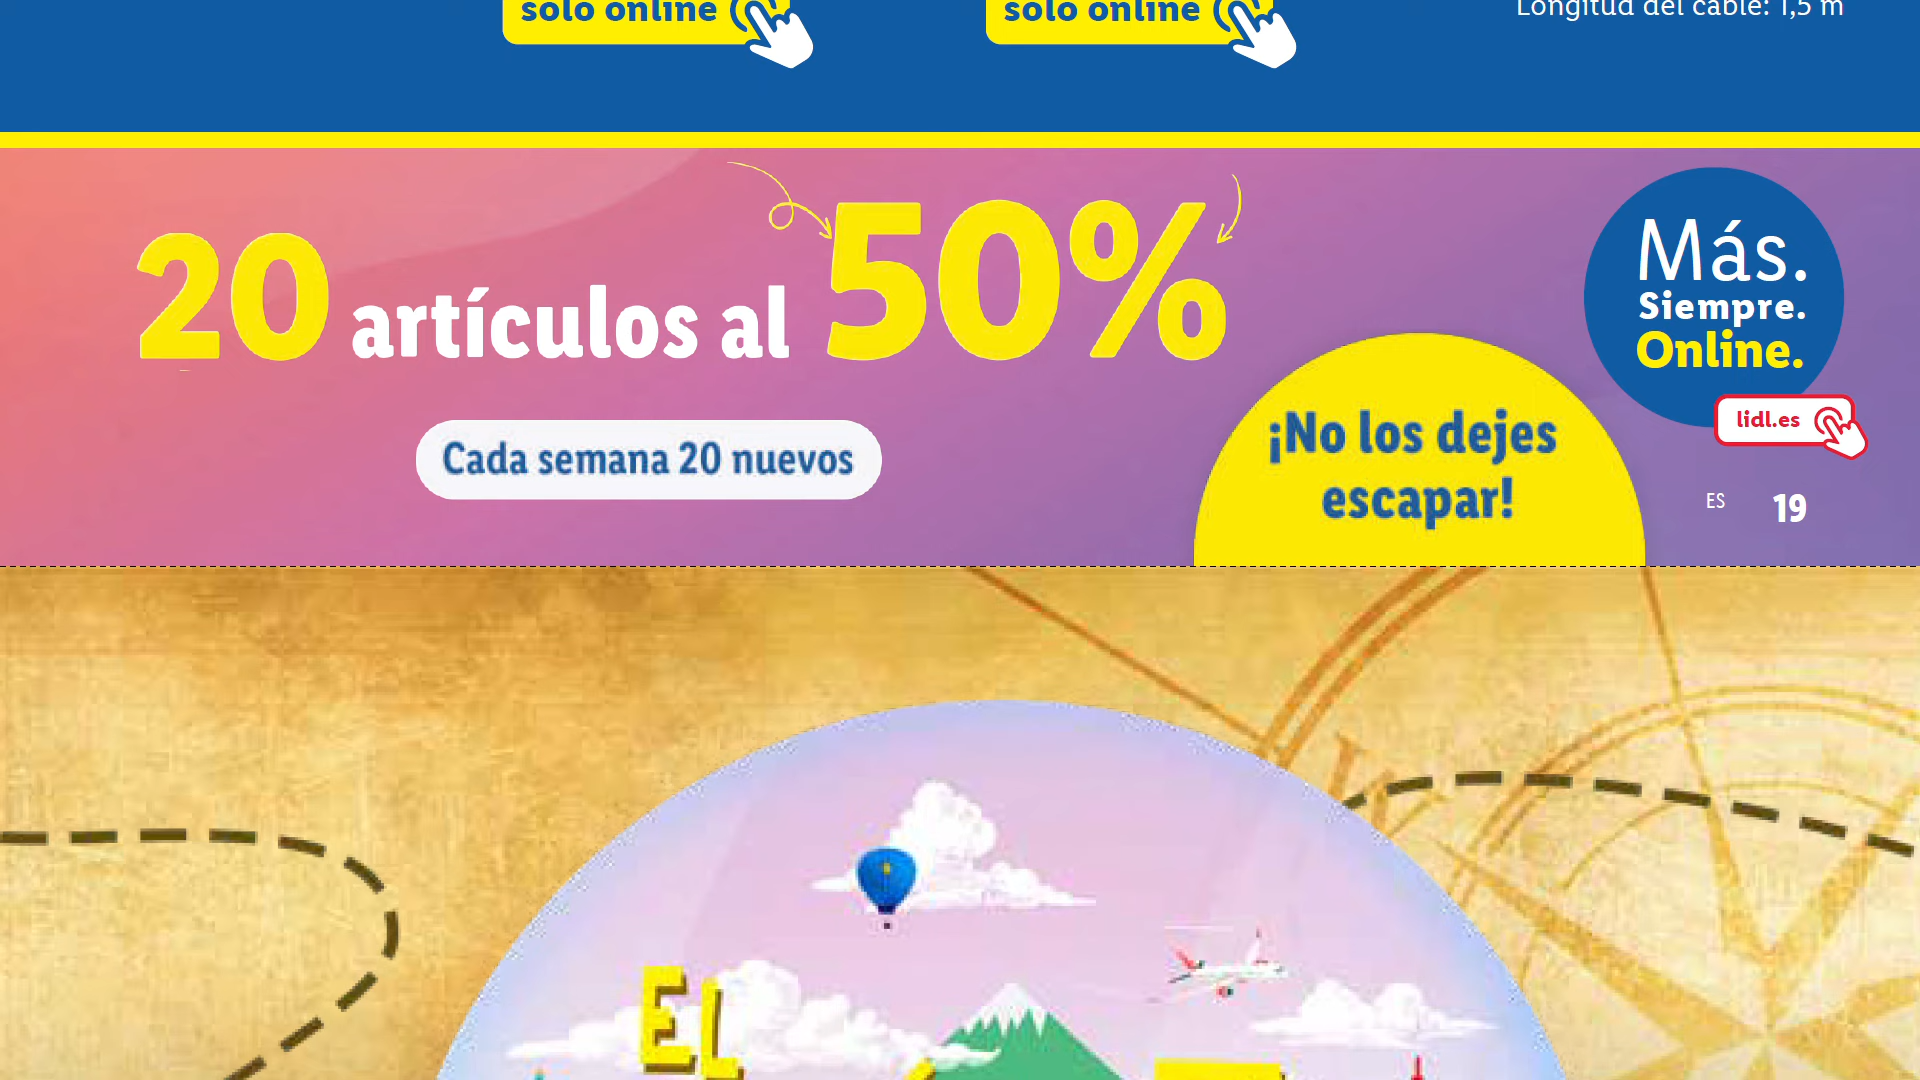 solo online
solo online
Longitud del cable: 1,5 m
20 artículos al 50%
Cada semana 20 nuevos
¡No los dejes
escapar!
Más.
Siempre.
Online.
lidl.es
ES 19
EL